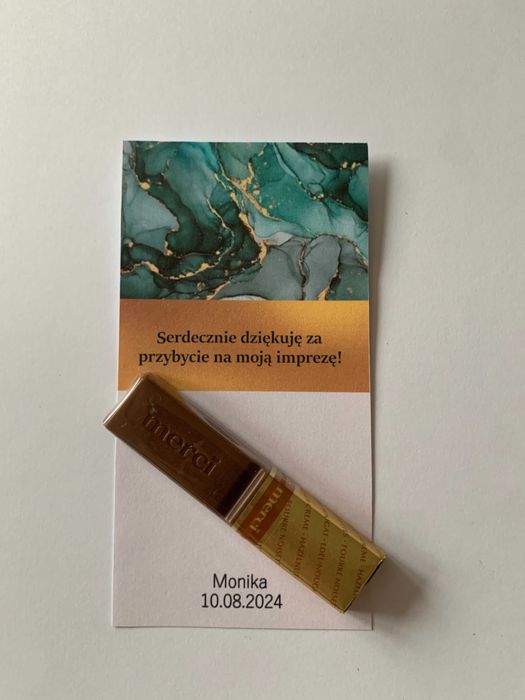 Serdecznie dziękuję za
przybycie na moją imprezę!
merci
merci
Monika
10.08.2024